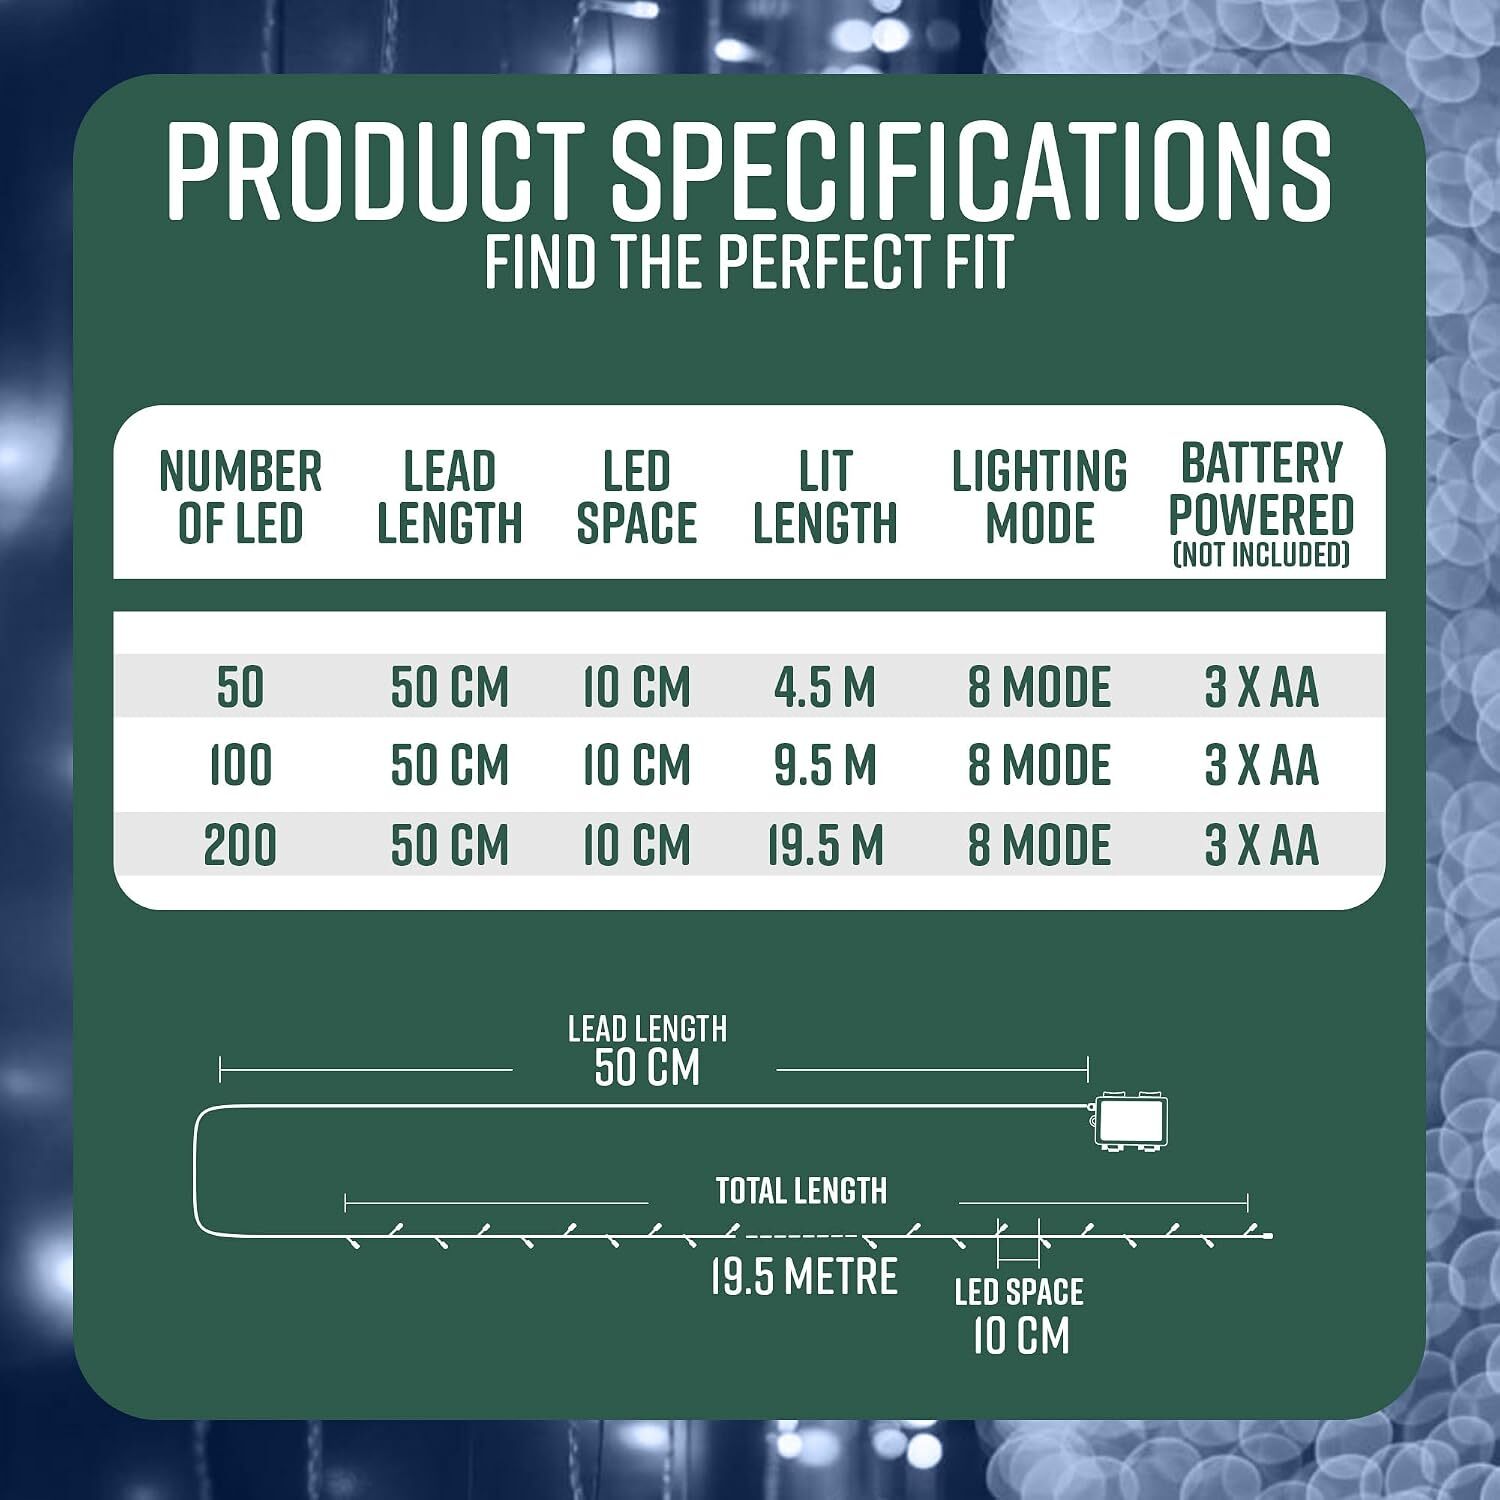 PRODUCT SPECIFICATIONS
FIND THE PERFECT FIT
NUMBER OF LED
LEAD LENGTH
LED SPACE
LIT LENGTH
LIGHTING MODE
BATTERY POWERED (NOT INCLUDED)
50 50 CM 10 CM 4.5 M 8 MODE 3 X AA
100 50 CM 10 CM 9.5 M 8 MODE 3 X AA
200 50 CM 10 CM 19.5 M 8 MODE 3 X AA
LEAD LENGTH
50 CM
TOTAL LENGTH
19.5 METRE
LED SPACE
10 CM